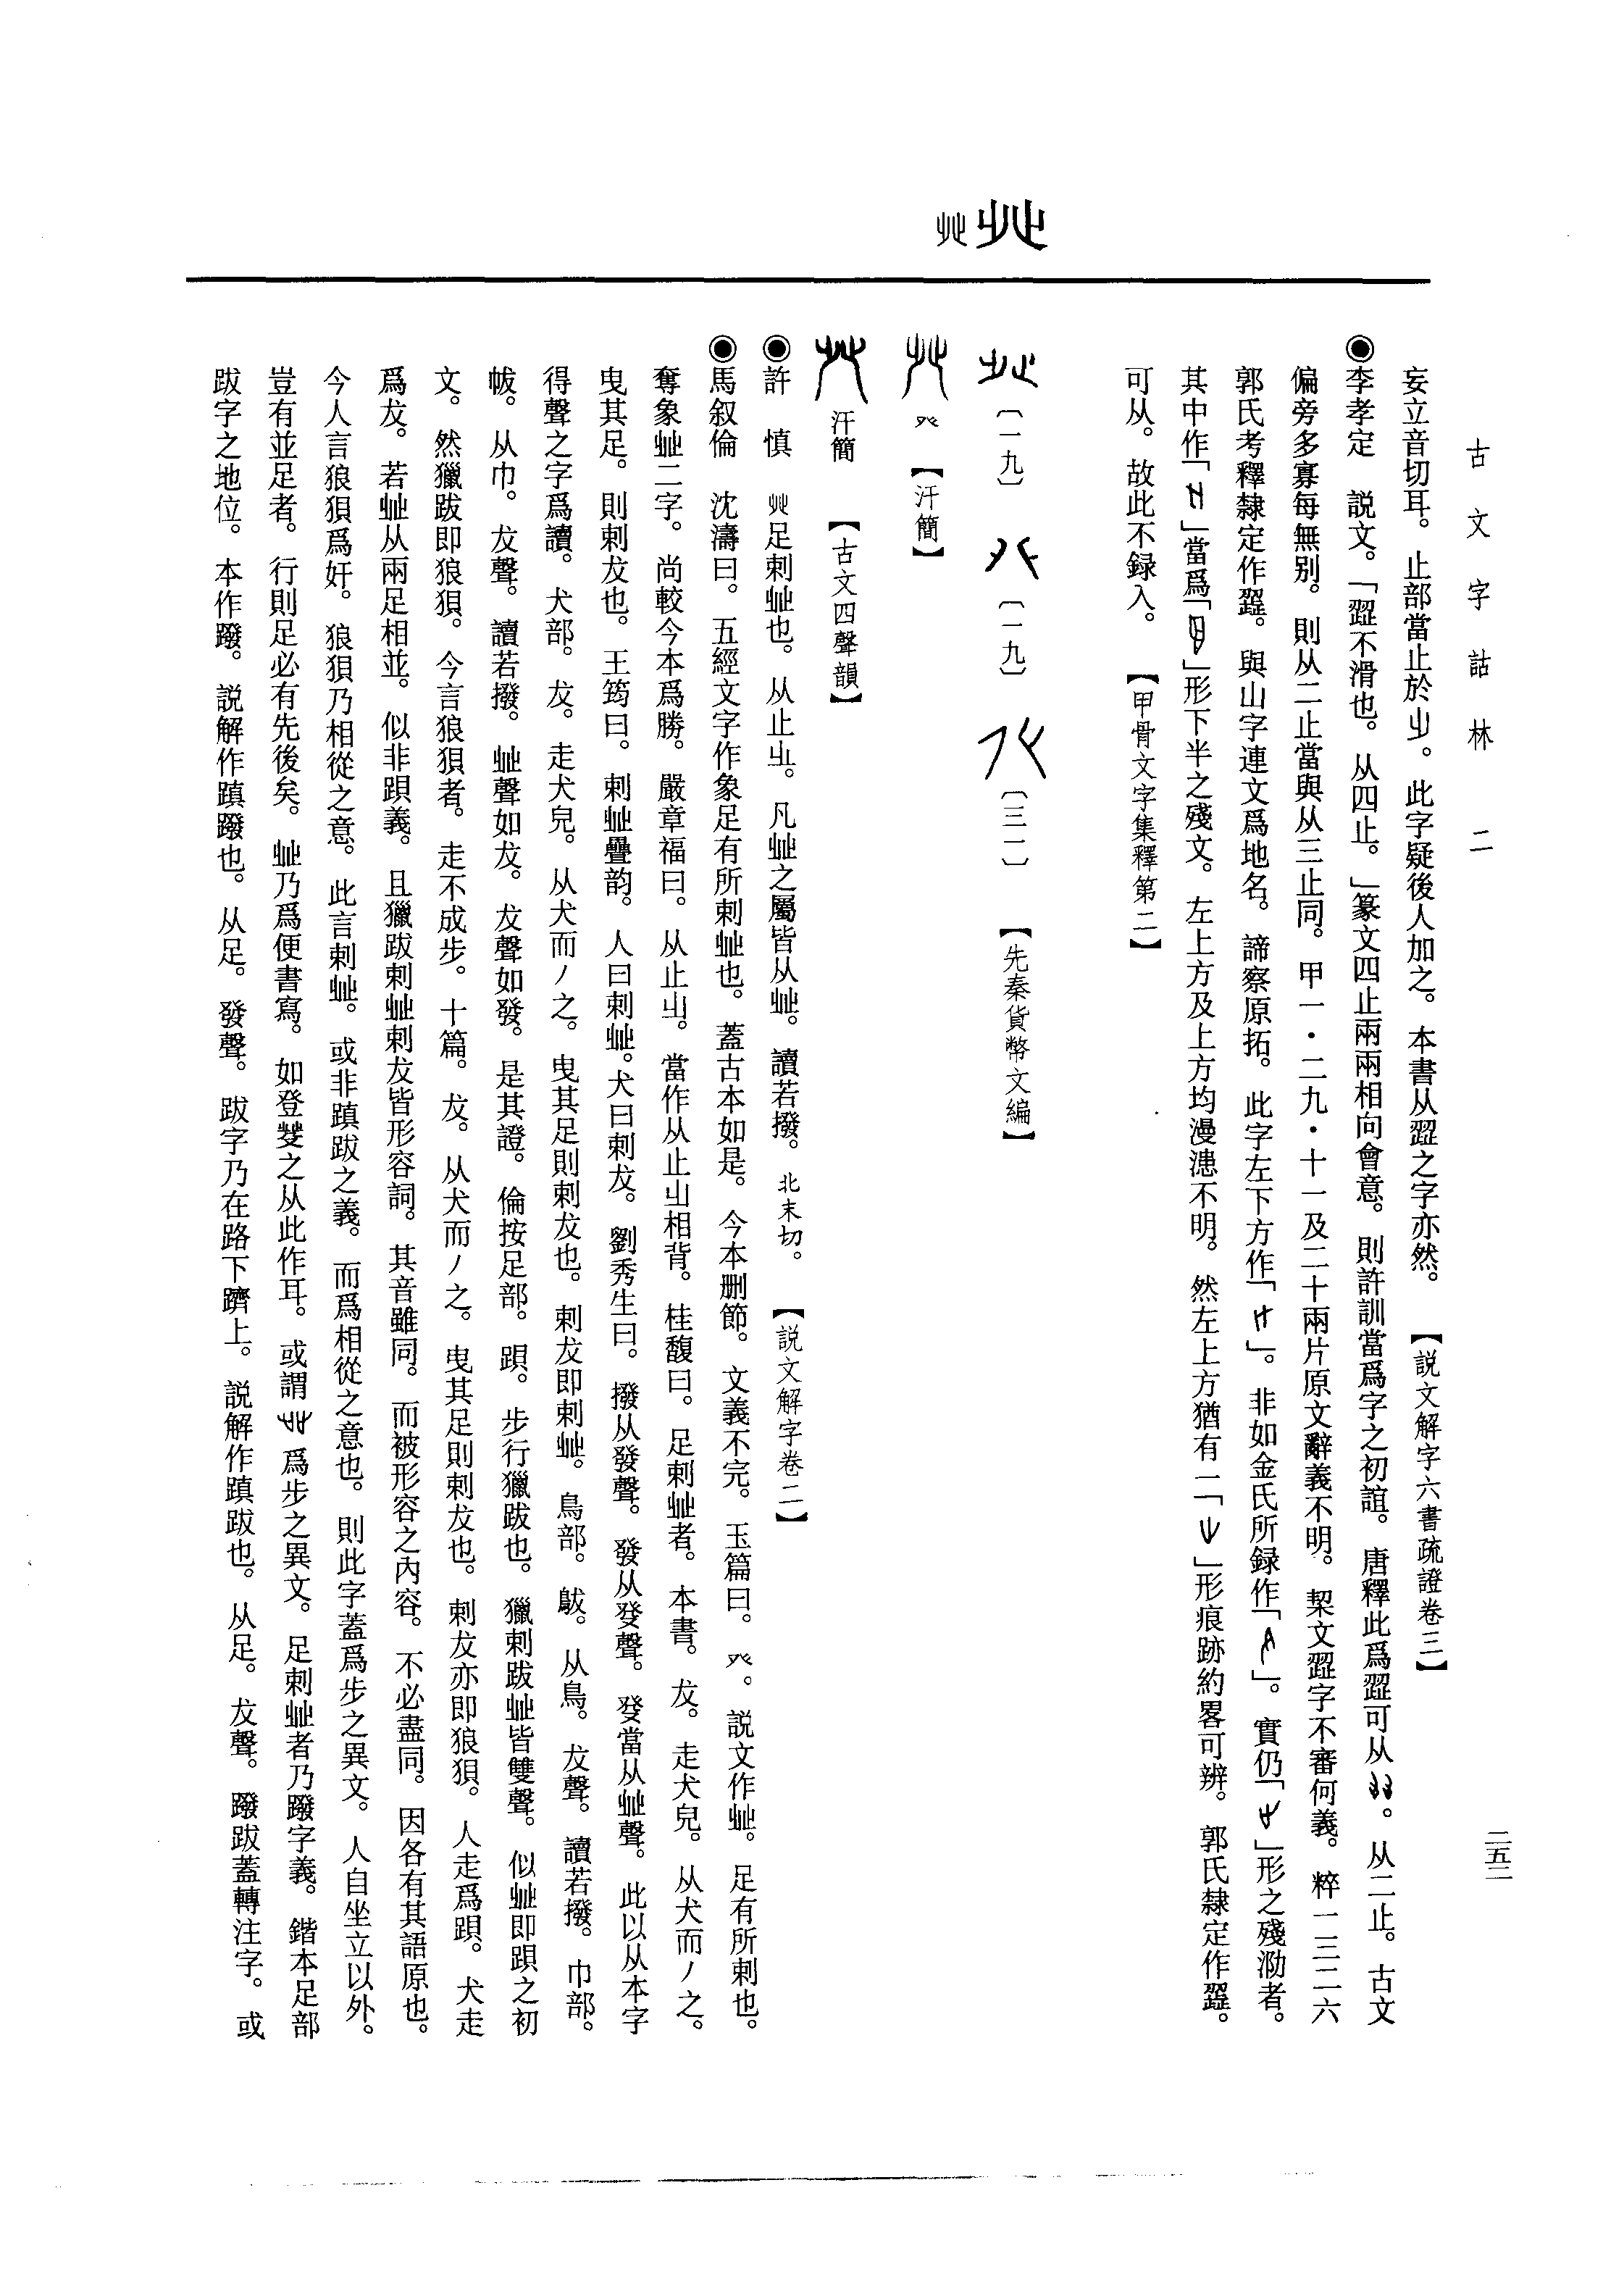 古文字詁林 二
二五二
妄立音切耳。止部當止於。此字疑後人加之。本書从歰之字亦然。【説文解字六書疏證卷三】
◉李孝定 説文。「歰不滑也。从四止。」篆文四止兩兩相向會意。則許訓當爲字之初誼。唐釋此爲歰可从。从二止。古文
偏旁多寡每無别。則从二止當與从三止同。甲一·二九·十一及二十兩片原文辭義不明。契文歰字不審何義。粹一三二六
郭氏考釋隸定作歰。與山字連文爲地名。諦察原拓。此字左下方作「」。非如金氏所録作「」。實仍「」形之殘泐者。
其中作「」當爲「」形下半之殘文。左上方及上方均漫漶不明。然左上方猶有一「」形痕跡約畧可辨。郭氏隸定作歰。
可从。故此不録入。【甲骨文字集釋第二】
癶
〔一九〕〔一九〕〔三二〕【先秦貨幣文編】
癶【汗簡】
汗簡【古文四聲韻】
◉許 慎 癶足剌癶也。从止𣥂。凡癶之屬皆从癶。讀若撥。北末切。【説文解字卷二】
◉馬叙倫 沈濤曰。五經文字作象足有所剌癶也。蓋古本如是。今本删節。文義不完。玉篇曰。癶。説文作癶。足有所剌也。
奪象癶二字。尚較今本爲勝。嚴章福曰。从止𣥂。當作从止𣥂相背。桂馥曰。足剌癶者。本書。犮。走犬皃。从犬而丿之。
曳其足。則剌犮也。王筠曰。剌癶疊韵。人曰剌癶。犬曰剌犮。劉秀生曰。撥从發聲。發从癹聲。癹當从癶聲。此以从本字
得聲之字爲讀。犬部。犮。走犬皃。从犬而丿之。曳其足則剌犮也。剌犮即剌癶。鳥部。鼥。从鳥。犮聲。讀若撥。巾部。
帗。从巾。犮聲。讀若撥。癶聲如犮。犮聲如發。是其證。倫按足部。跟。步行獵跋也。獵剌跋癶皆雙聲。似癶即跟之初
文。然獵跋即狼狽。今言狼狽者。走不成步。十篇。犮。从犬而丿之。曳其足則剌犮也。剌犮亦即狼狽。人走爲跟。犬走
爲犮。若癶从兩足相並。似非跟義。且獵跋剌癶剌犮皆形容詞。其音雖同。而被形容之内容。不必盡同。因各有其語原也。
今人言狼狽爲奸。狼狽乃相從之意。此言剌癶。或非蹎跋之義。而爲相從之意也。則此字蓋爲步之異文。人自坐立以外。
豈有並足者。行則足必有先後矣。癶乃爲便書寫。如登癹之从此作耳。或謂爲步之異文。足剌癶者乃蹳字義。鍇本足部
跋字之地位。本作蹳。説解作蹎蹳也。从足。發聲。跋字乃在路下躋上。説解作蹎跋也。从足。犮聲。蹳跋蓋轉注字。或